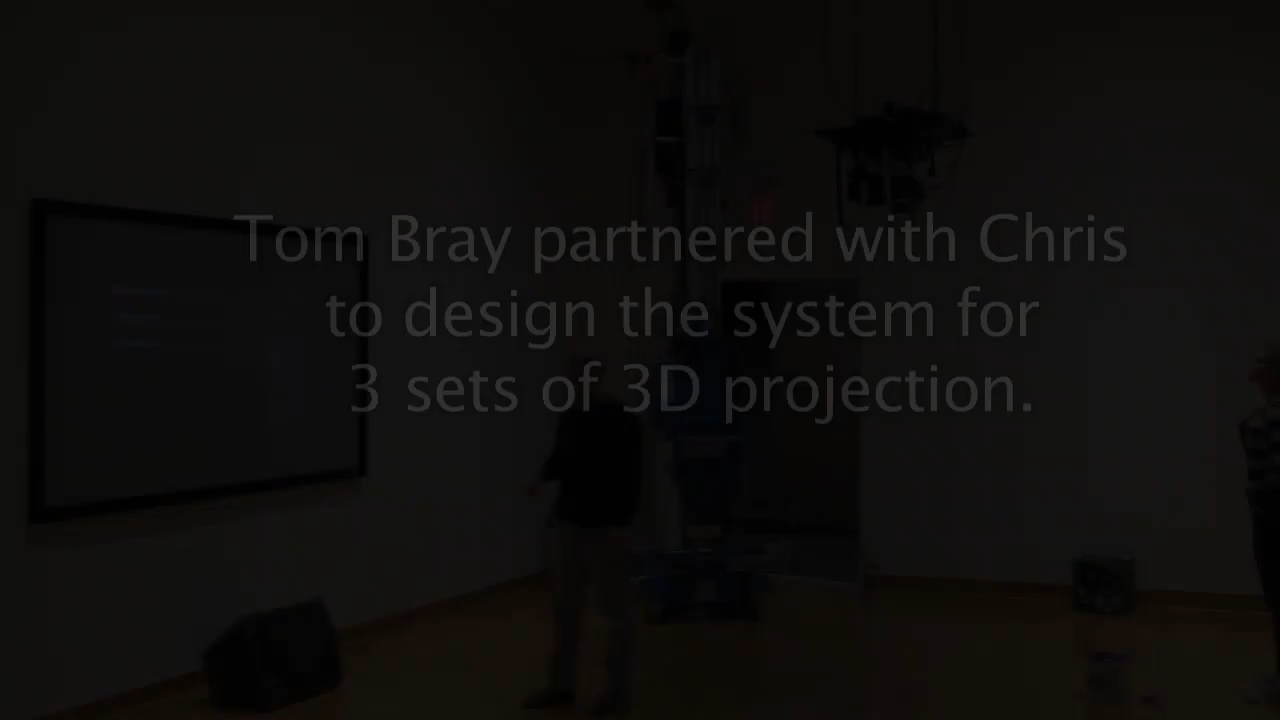 Tom Bray partnered with Chris
to design the system for
3 sets of 3D projection.